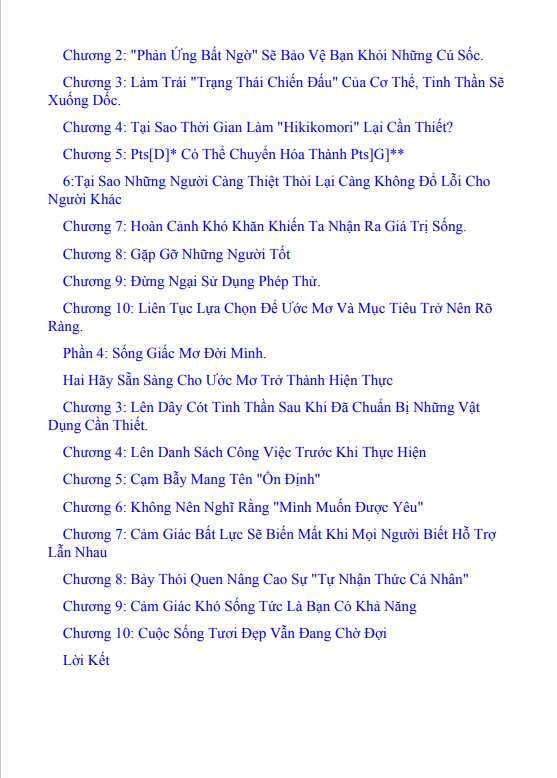 Chương 2: "Phản Ứng Bất Ngờ" Sẽ Bảo Vệ Bạn Khỏi Những Cú Sốc.
Chương 3: Làm Trái "Trạng Thái Chiến Đấu" Của Cơ Thể, Tinh Thần Sẽ
Xuống Dốc.
Chương 4: Tại Sao Thời Gian Làm "Hikikomori" Lại Cần Thiết?
Chương 5: Pts[D]* Có Thể Chuyển Hóa Thành Pts]G]**
6:Tại Sao Những Người Càng Thiệt Thòi Lại Càng Không Đổ Lỗi Cho
Người Khác
Chương 7: Hoàn Cảnh Khó Khăn Khiến Ta Nhận Ra Giá Trị Sống.
Chương 8: Gặp Gỡ Những Người Tốt
Chương 9: Đừng Ngại Sử Dụng Phép Thử.
Chương 10: Liên Tục Lựa Chọn Để Ước Mơ Và Mục Tiêu Trở Nên Rõ
Ràng.
Phần 4: Sống Giấc Mơ Đời Mình.
Hai Hãy Sẵn Sàng Cho Ước Mơ Trở Thành Hiện Thực
Chương 3: Lên Dây Cót Tinh Thần Sau Khi Đã Chuẩn Bị Những Vật
Dụng Cần Thiết.
Chương 4: Lên Danh Sách Công Việc Trước Khi Thực Hiện
Chương 5: Cạm Bẫy Mang Tên "Ổn Định"
Chương 6: Không Nên Nghĩ Rằng "Mình Muốn Được Yêu"
Chương 7: Cảm Giác Bất Lực Sẽ Biến Mất Khi Mọi Người Biết Hỗ Trợ
Lẫn Nhau
Chương 8: Bảy Thói Quen Nâng Cao Sự "Tự Nhận Thức Cá Nhân"
Chương 9: Cảm Giác Khó Sống Tức Là Bạn Có Khả Năng
Chương 10: Cuộc Sống Tươi Đẹp Vẫn Đang Chờ Đợi
Lời Kết